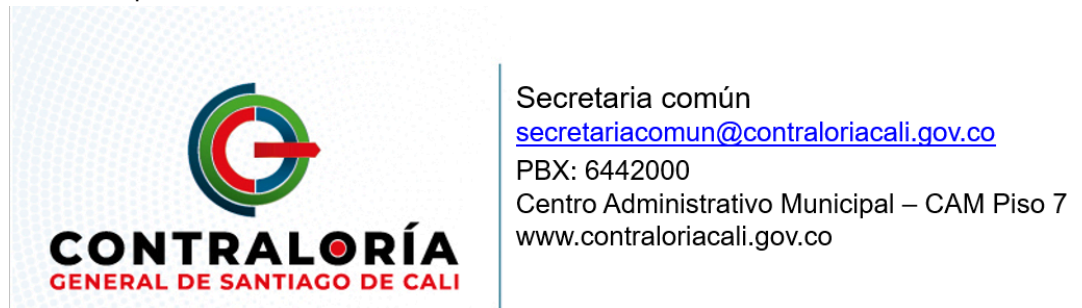 CONTRALORÍA
GENERAL DE SANTIAGO DE CALI
Secretaria común
secretariacomun@contraloriacali.gov.co
PBX: 6442000
Centro Administrativo Municipal – CAM Piso 7
www.contraloriacali.gov.co